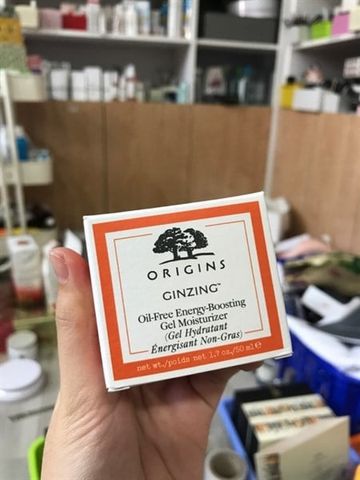 ORIGINS
GINZING™
Oil-Free Energy-Boosting
Gel Moisturizer
(Gel Hydratant
Énergisant Non-Gras)
net wt./poids net 1.7 oz./50 ml ℮